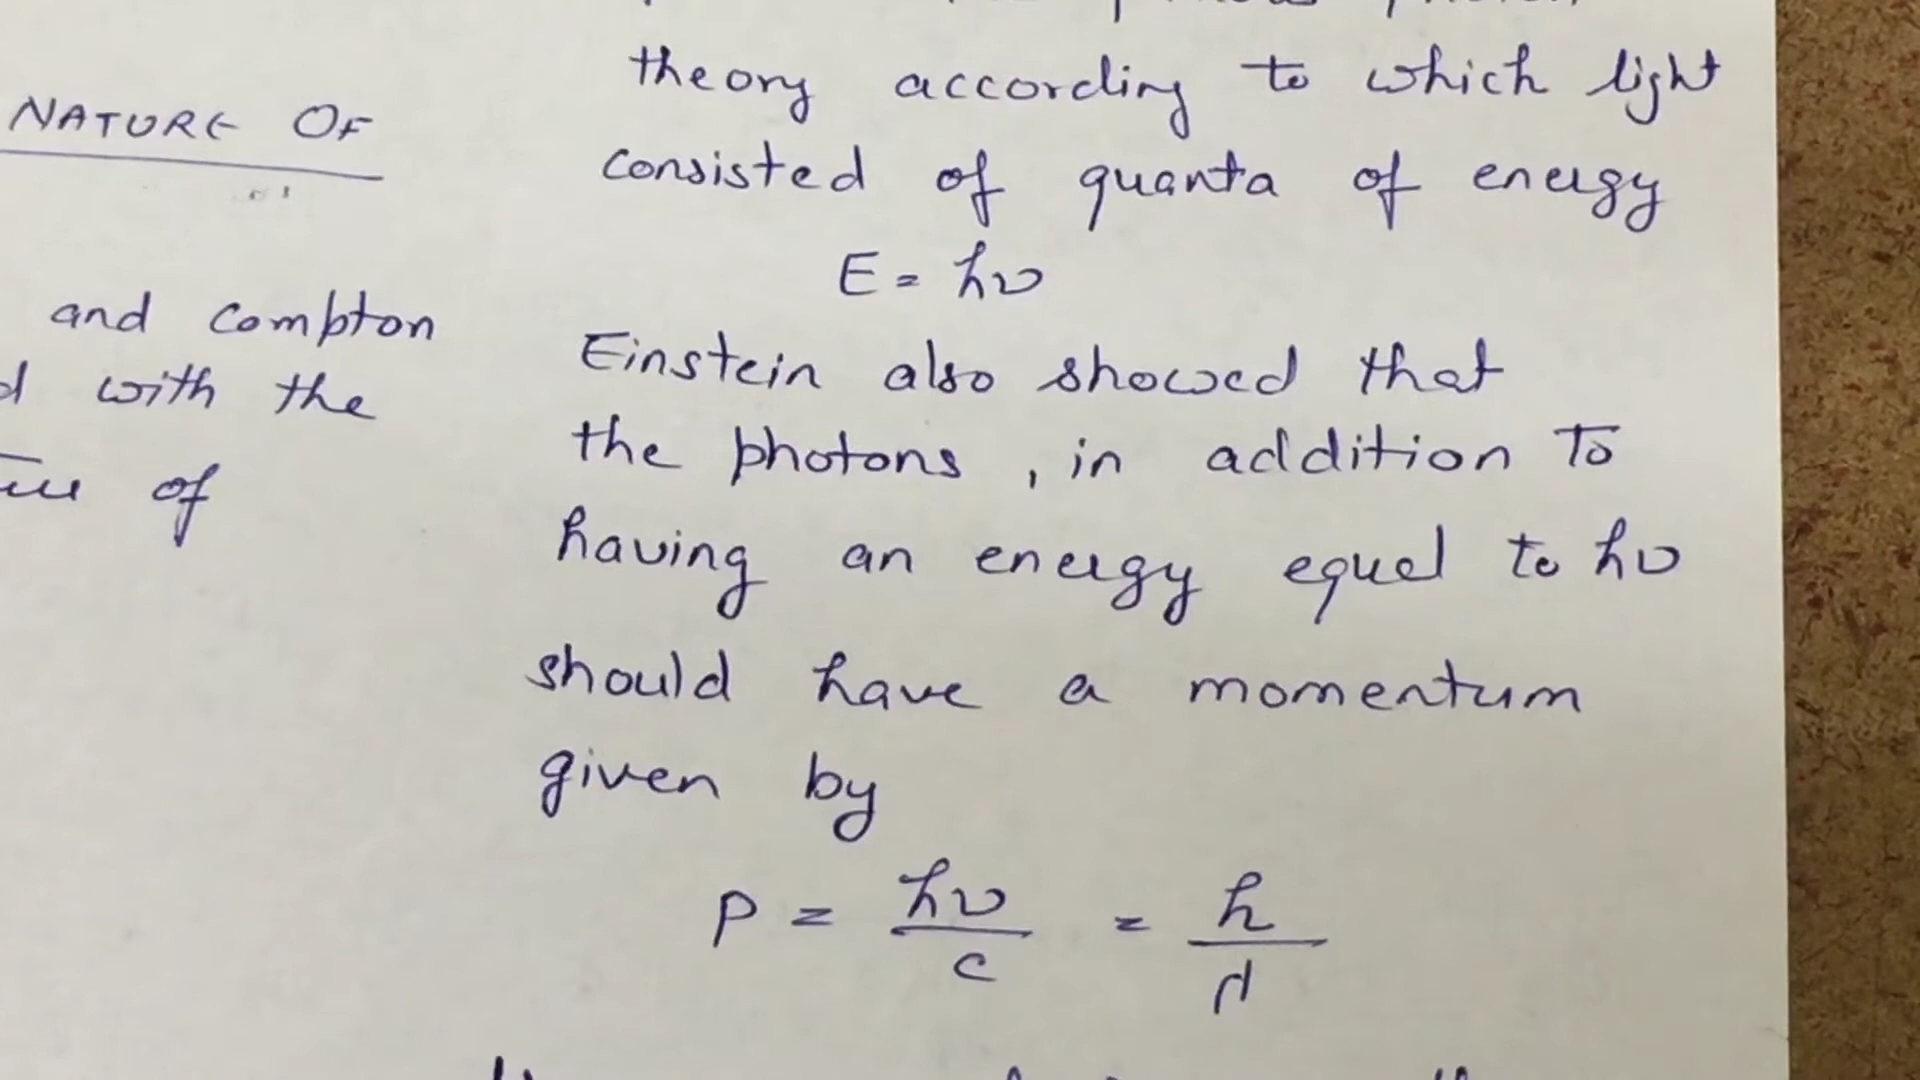 NATURE OF
and Compton
with the
of
theory according to which light
consisted of quanta of energy
E = hν
Einstein also showed that
the photons, in addition to
having an energy equal to hν
should have a momentum
given by
P = hν/c = h/λ